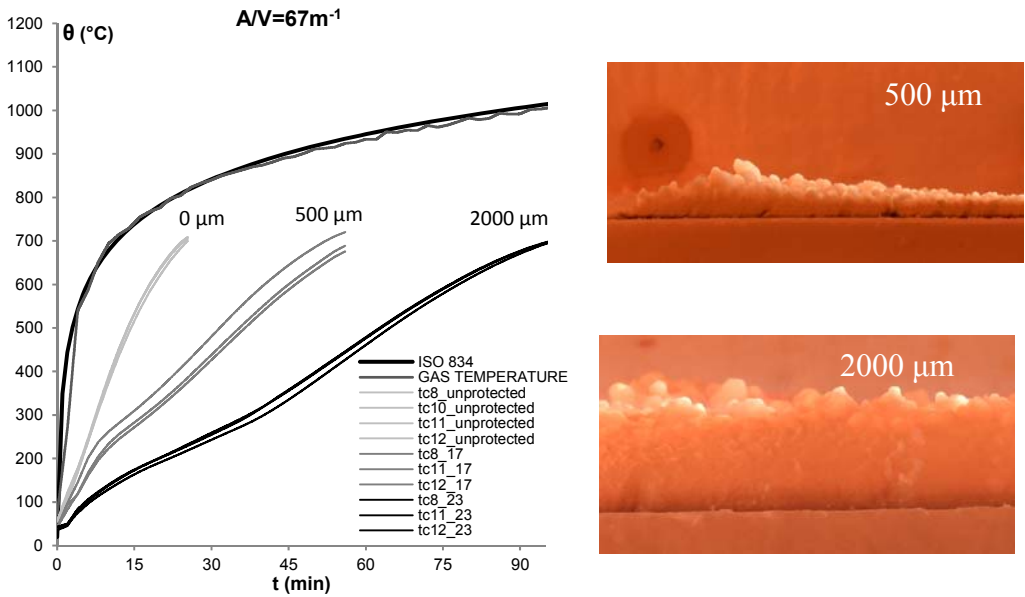 A/V=67m⁻¹
θ (°C)
1200
1100
1000
900
800
700
600
500
400
300
200
100
0
0 μm
500 μm
2000 μm
ISO 834
GAS TEMPERATURE
tc8_unprotected
tc10_unprotected
tc11_unprotected
tc12_unprotected
tc8_17
tc11_17
tc12_17
tc8_23
tc11_23
tc12_23
0 15 30 45 60 75 90
t (min)
500 μm
2000 μm